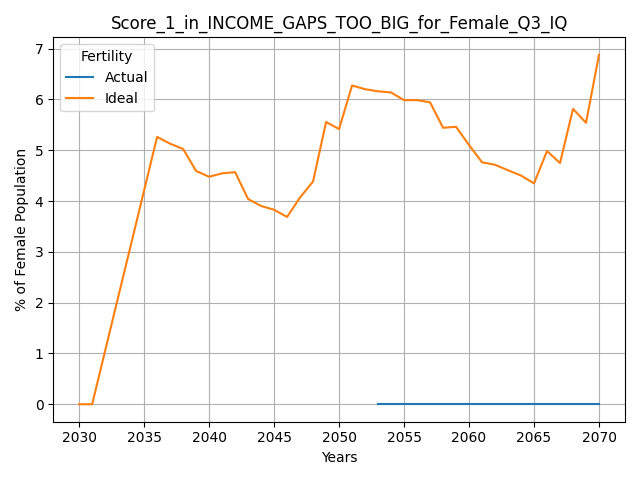 Score_1_in_INCOME_GAPS_TOO_BIG_for_Female_Q3_IQ
Fertility
Actual
Ideal
% of Female Population
7
6
5
4
3
2
1
0
2030 2035 2040 2045 2050 2055 2060 2065 2070
Years